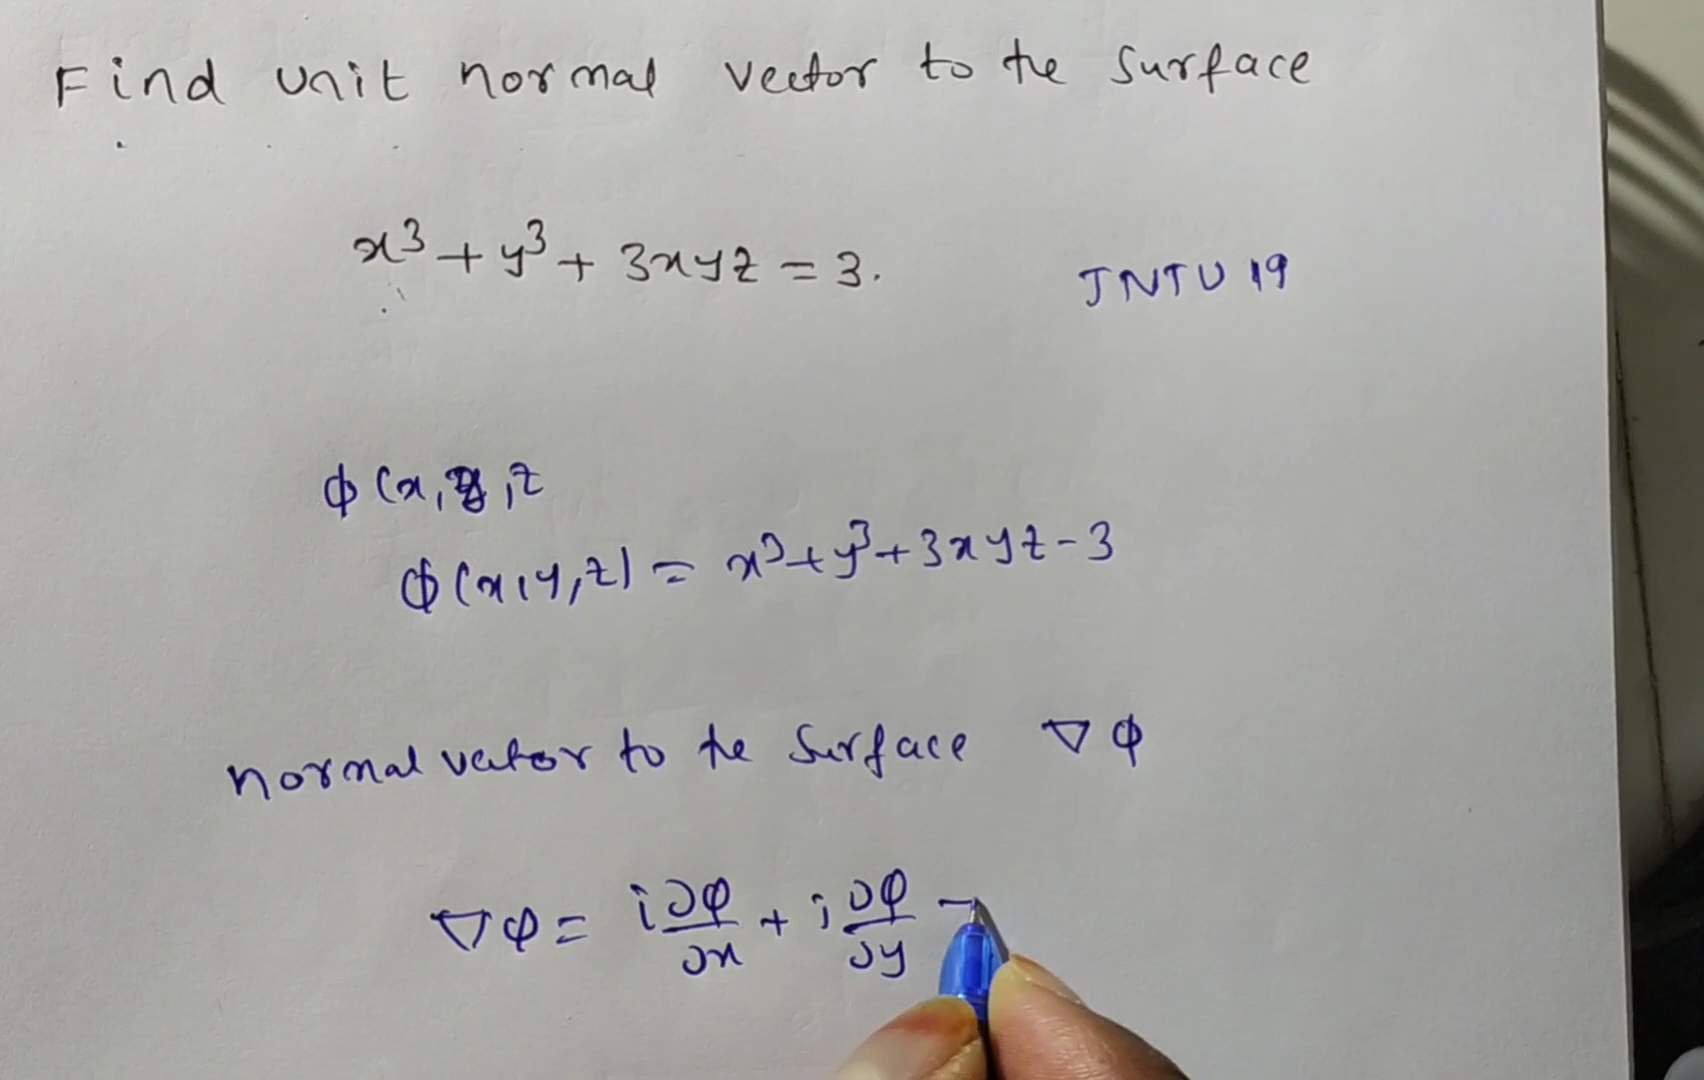 Find unit normal vector to the surface
x³ + y³ + 3xyz = 3.
JNTU 19
ϕ (x, y, z
ϕ (x, y, z) = x³ + y³ + 3xyz - 3
normal vector to the surface ∇ϕ
∇ϕ = i ∂ϕ/∂x + j ∂ϕ/∂y